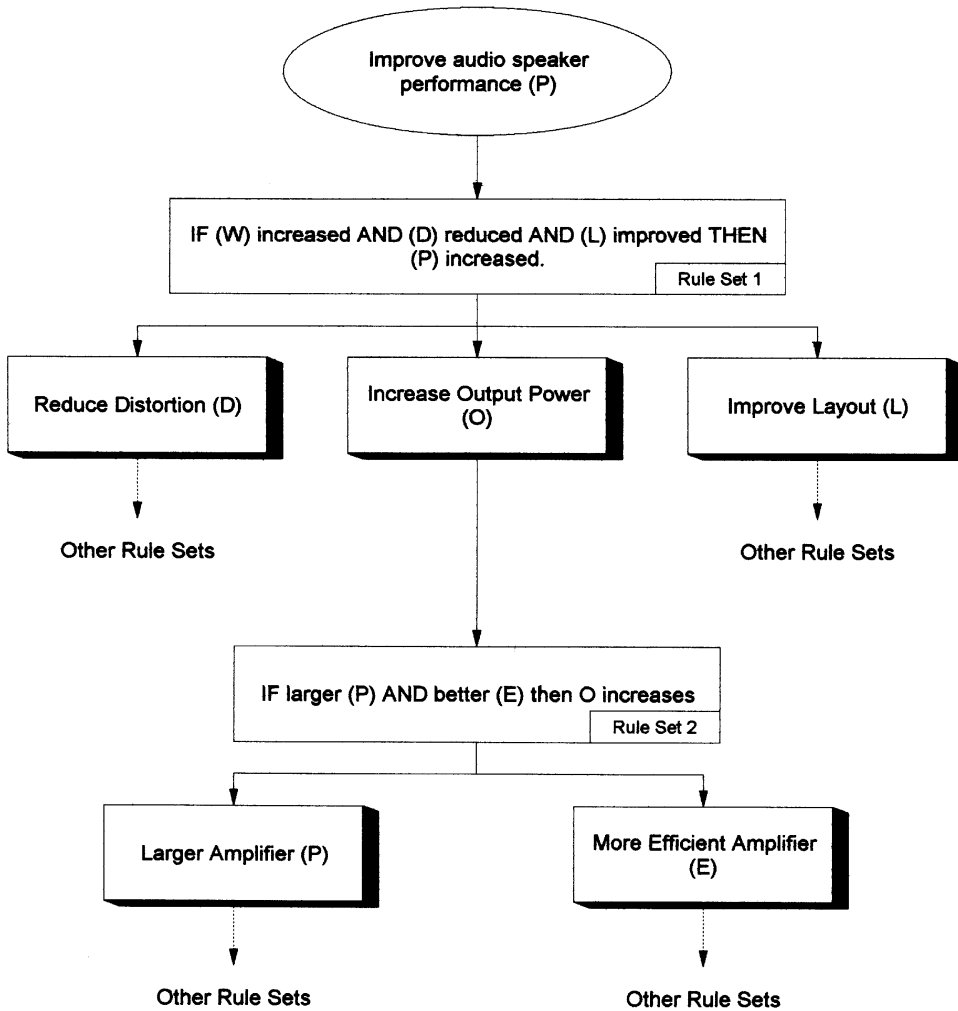 Improve audio speaker
performance (P)
IF (W) increased AND (D) reduced AND (L) improved THEN
(P) increased.
Rule Set 1
Reduce Distortion (D)
Increase Output Power
(O)
Improve Layout (L)
Other Rule Sets
Other Rule Sets
IF larger (P) AND better (E) then O increases
Rule Set 2
Larger Amplifier (P)
More Efficient Amplifier
(E)
Other Rule Sets
Other Rule Sets